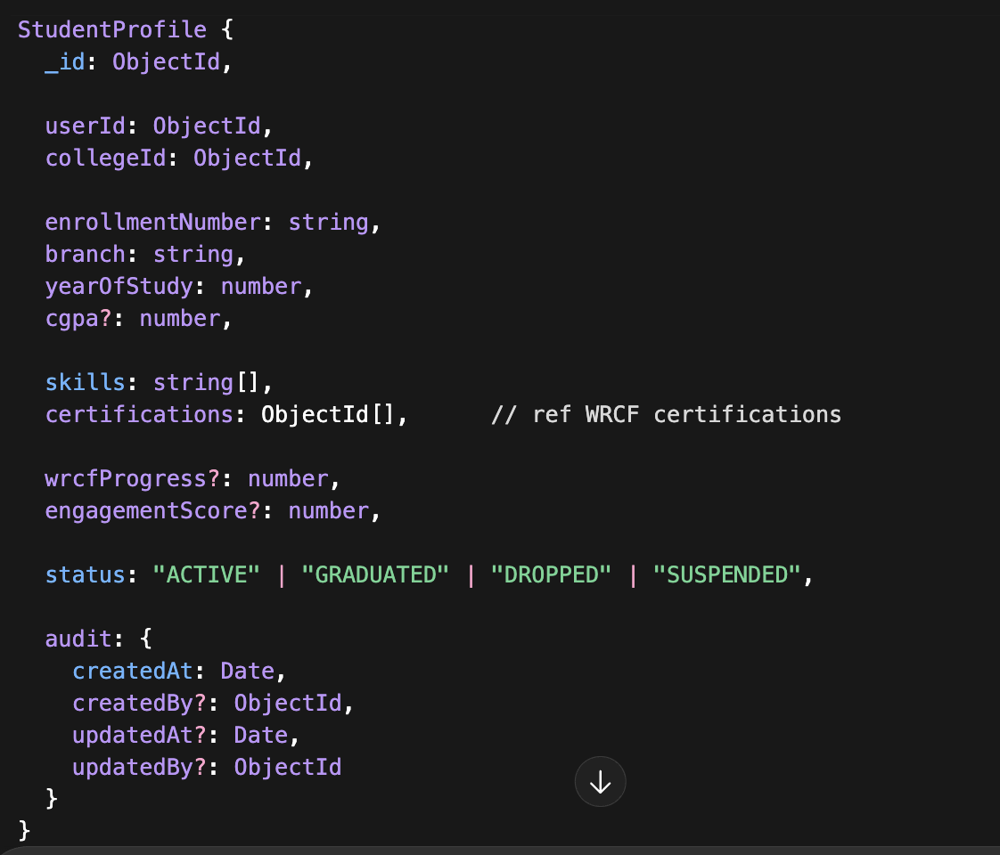 StudentProfile {
  _id: ObjectId,

  userId: ObjectId,
  collegeId: ObjectId,

  enrollmentNumber: string,
  branch: string,
  yearOfStudy: number,
  cgpa?: number,

  skills: string[],
  certifications: ObjectId[],      // ref WRCF certifications

  wrcfProgress?: number,
  engagementScore?: number,

  status: "ACTIVE" | "GRADUATED" | "DROPPED" | "SUSPENDED",

  audit: {
    createdAt: Date,
    createdBy?: ObjectId,
    updatedAt?: Date,
    updatedBy?: ObjectId
  }
}